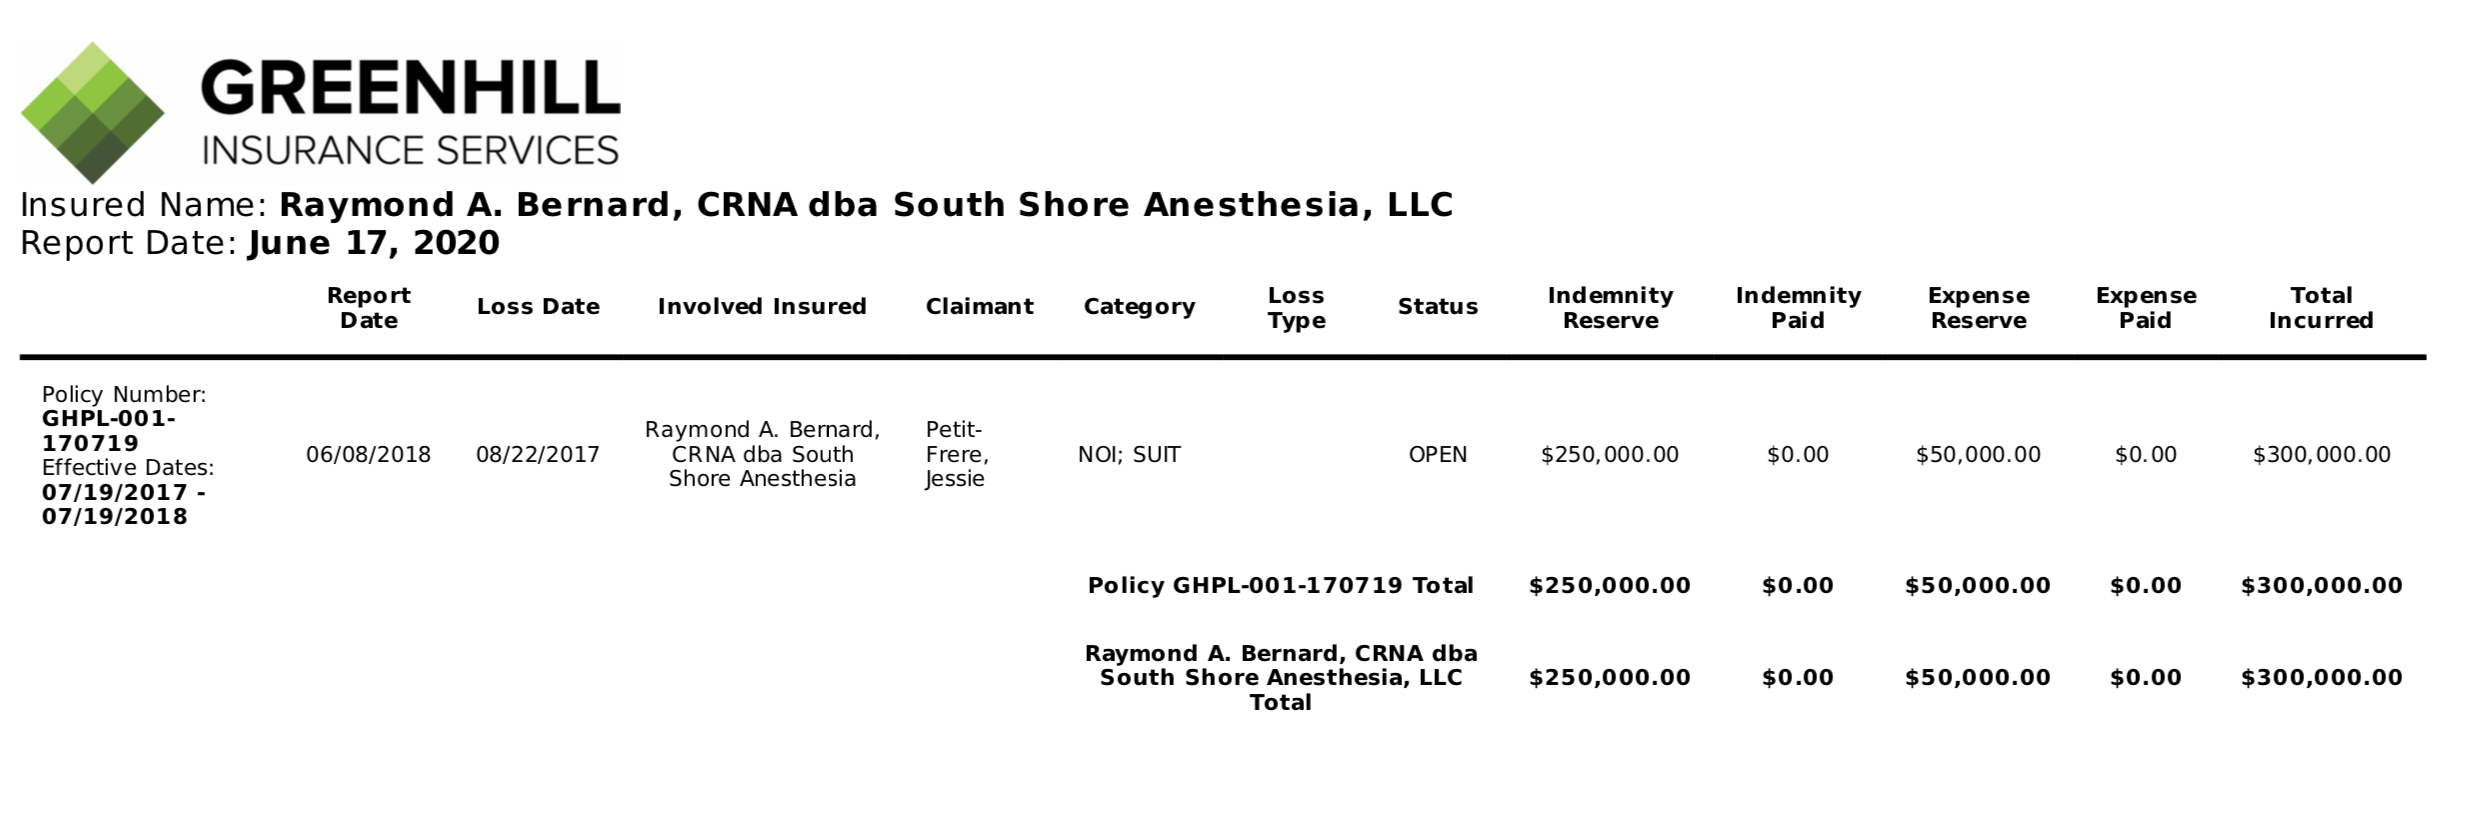 GREENHILL
INSURANCE SERVICES
Insured Name: Raymond A. Bernard, CRNA dba South Shore Anesthesia, LLC
Report Date: June 17, 2020
Report Date
Loss Date
Involved Insured
Claimant
Category
Loss Type
Status
Indemnity Reserve
Indemnity Paid
Expense Reserve
Expense Paid
Total Incurred
Policy Number:
GHPL-001-
170719
Effective Dates:
07/19/2017 -
07/19/2018
06/08/2018
08/22/2017
Raymond A. Bernard,
CRNA dba South
Shore Anesthesia
Petit-
Frere,
Jessie
NOI; SUIT
OPEN
$250,000.00
$0.00
$50,000.00
$0.00
$300,000.00
Policy GHPL-001-170719 Total
$250,000.00
$0.00
$50,000.00
$0.00
$300,000.00
Raymond A. Bernard, CRNA dba
South Shore Anesthesia, LLC
Total
$250,000.00
$0.00
$50,000.00
$0.00
$300,000.00